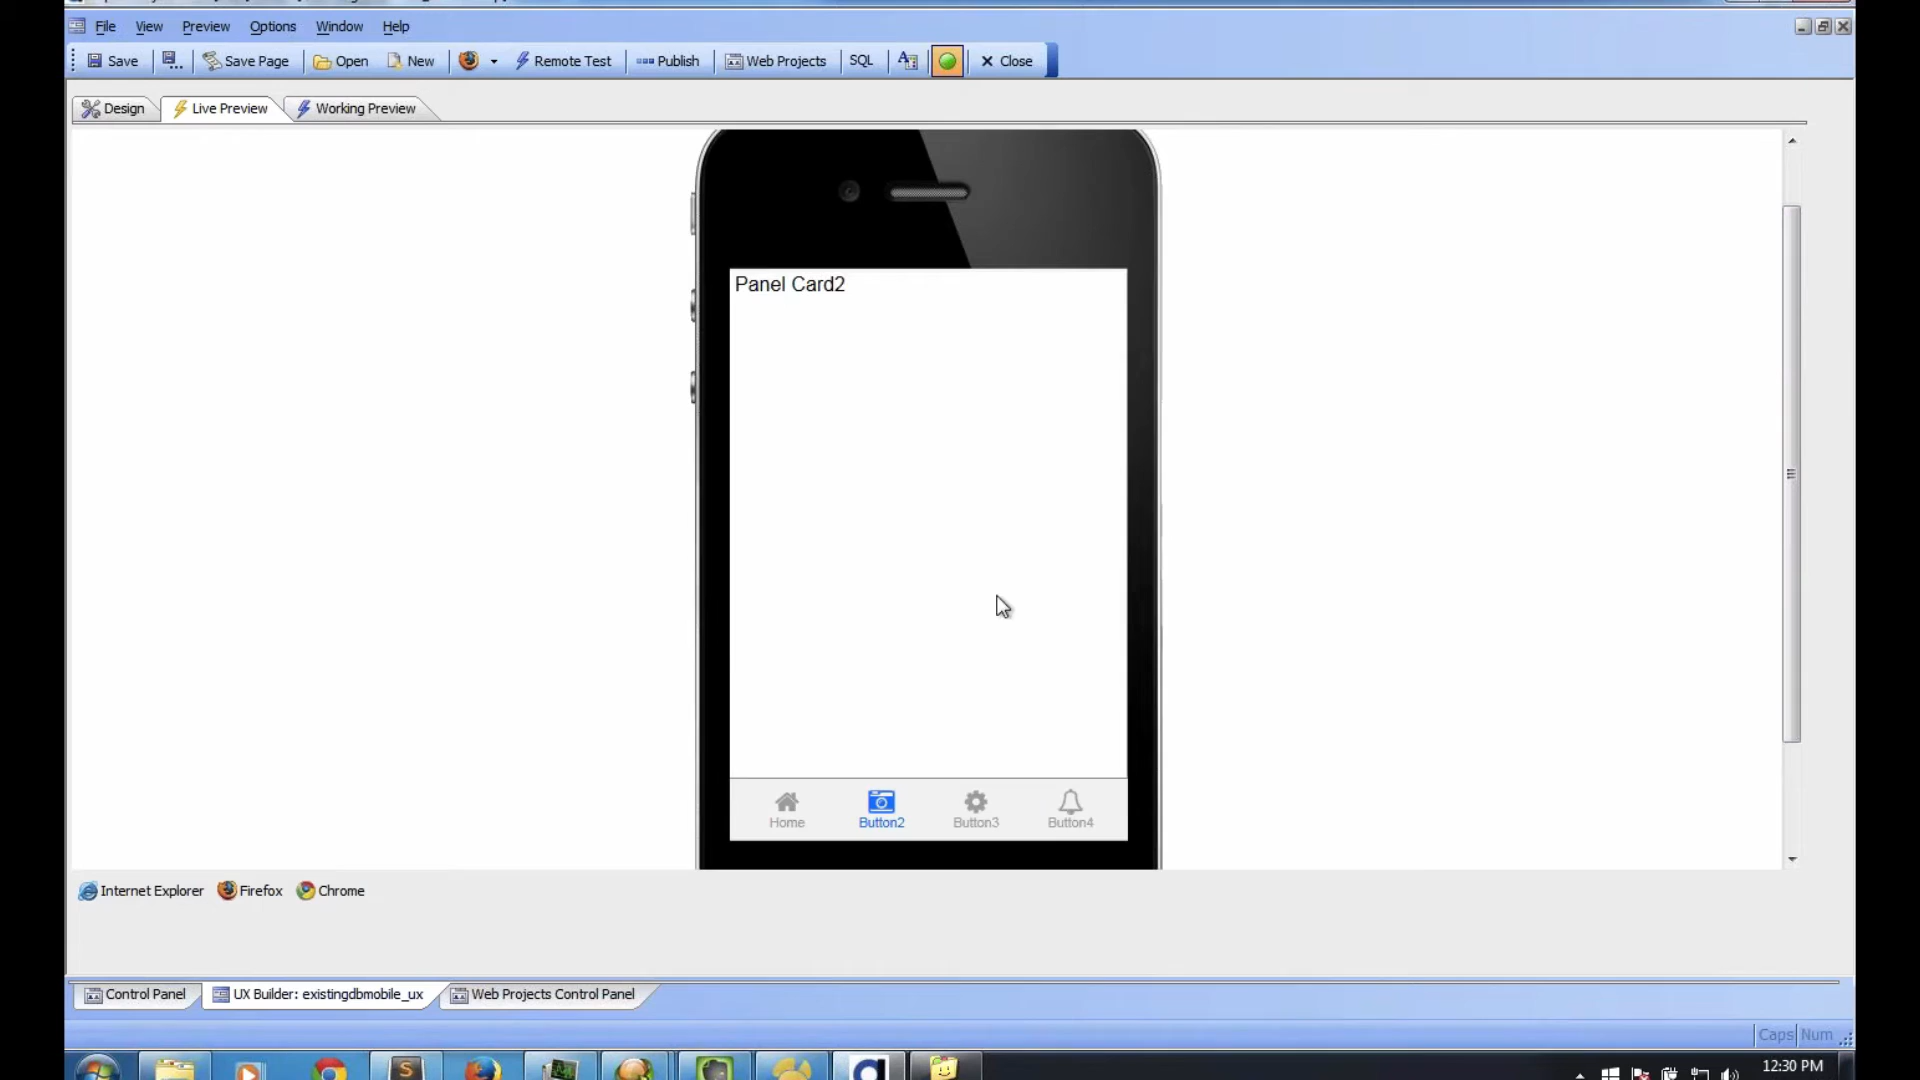 File View Preview Options Window Help
Save Save Page Open New Remote Test Publish Web Projects SQL Close
Design Live Preview Working Preview
Panel Card2
Home Button2 Button3 Button4
Internet Explorer Firefox Chrome
Control Panel UX Builder: existingdbmobile_ux Web Projects Control Panel
Caps Num
12:30 PM